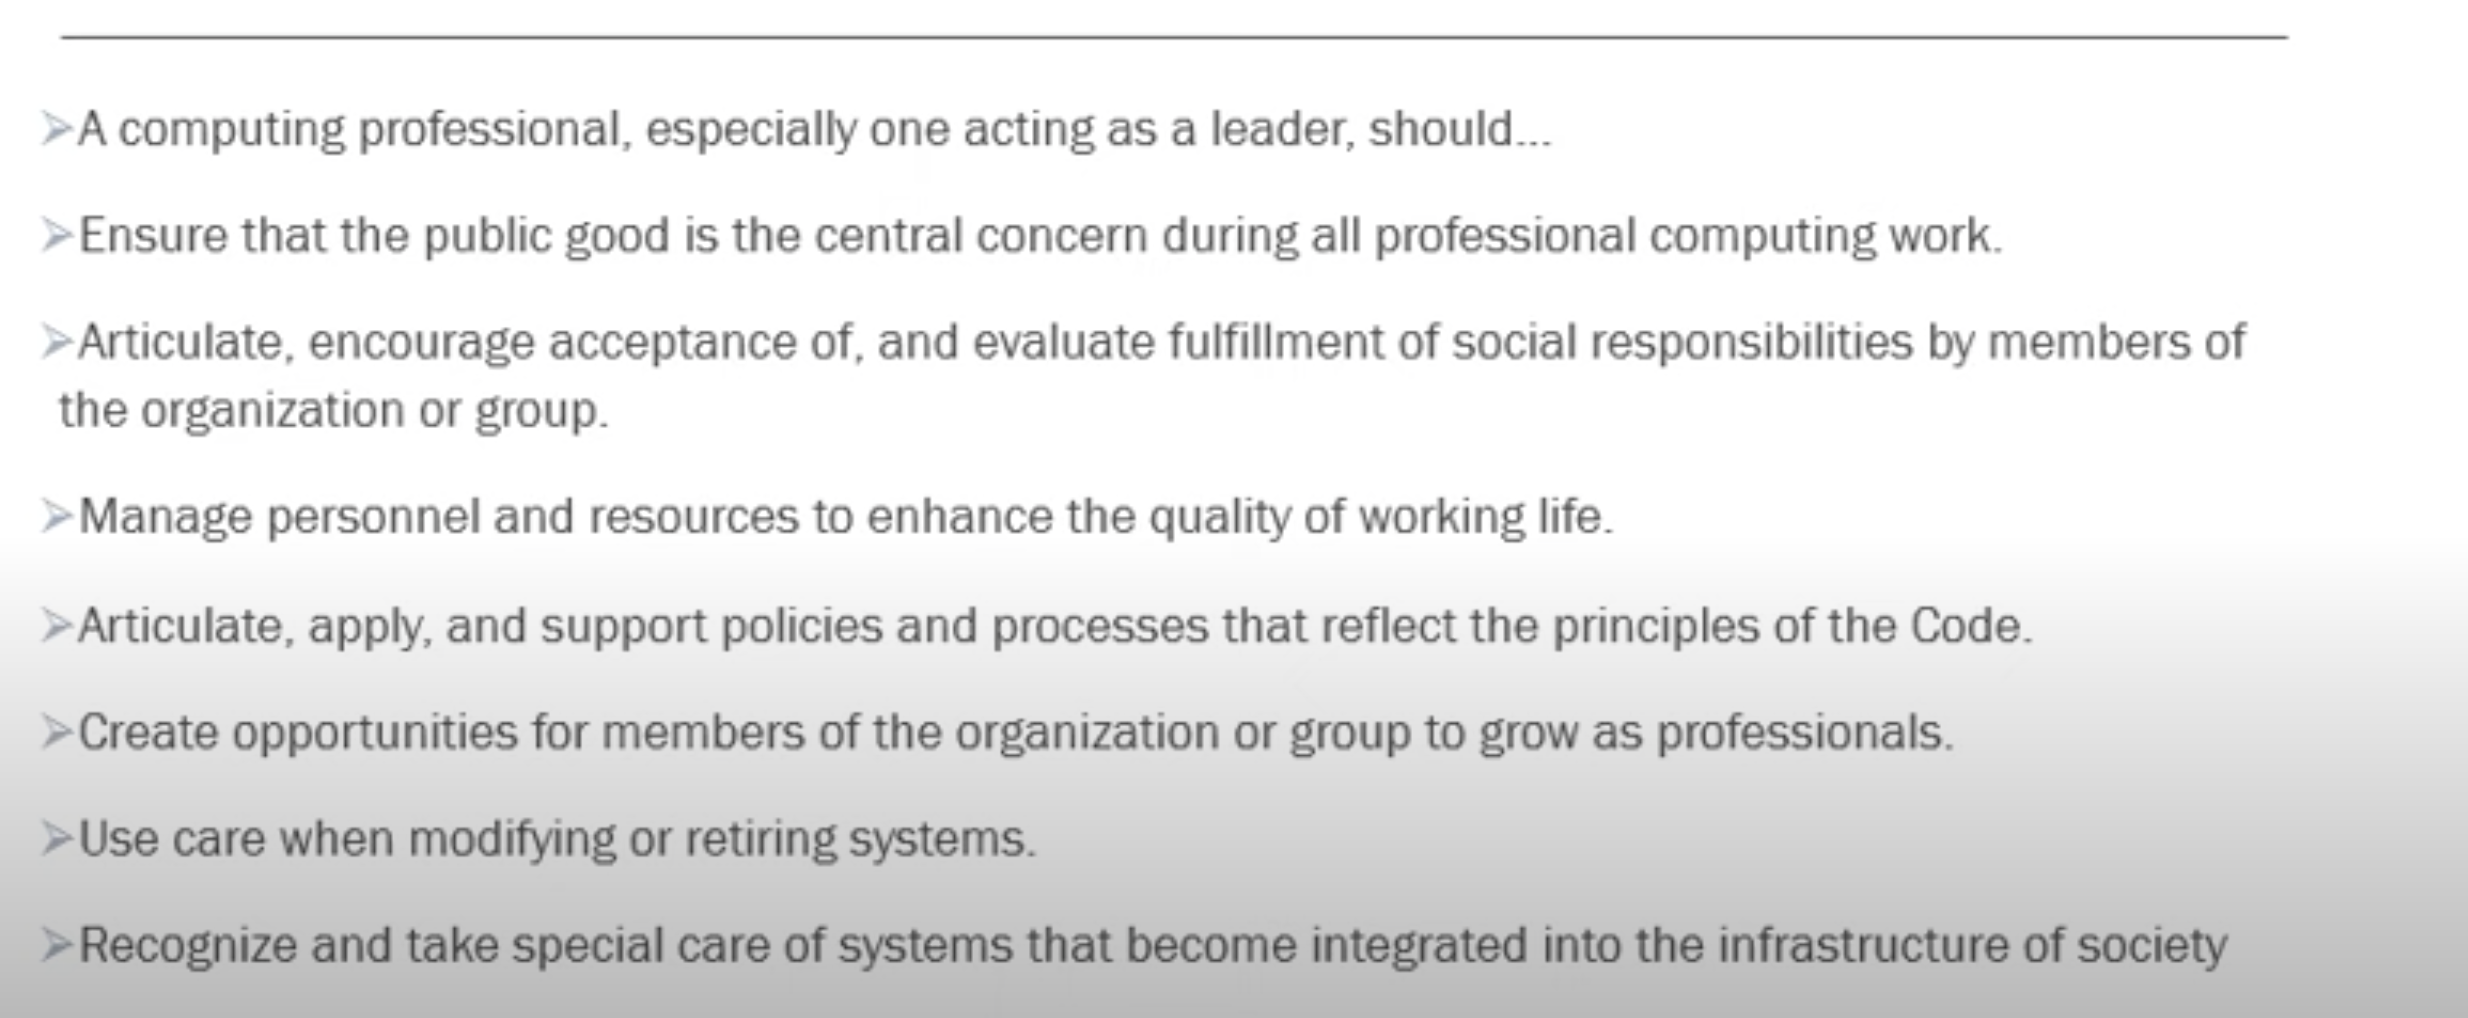 ➢A computing professional, especially one acting as a leader, should...
➢Ensure that the public good is the central concern during all professional computing work.
➢Articulate, encourage acceptance of, and evaluate fulfillment of social responsibilities by members of
the organization or group.
➢Manage personnel and resources to enhance the quality of working life.
➢Articulate, apply, and support policies and processes that reflect the principles of the Code.
➢Create opportunities for members of the organization or group to grow as professionals.
➢Use care when modifying or retiring systems.
➢Recognize and take special care of systems that become integrated into the infrastructure of society